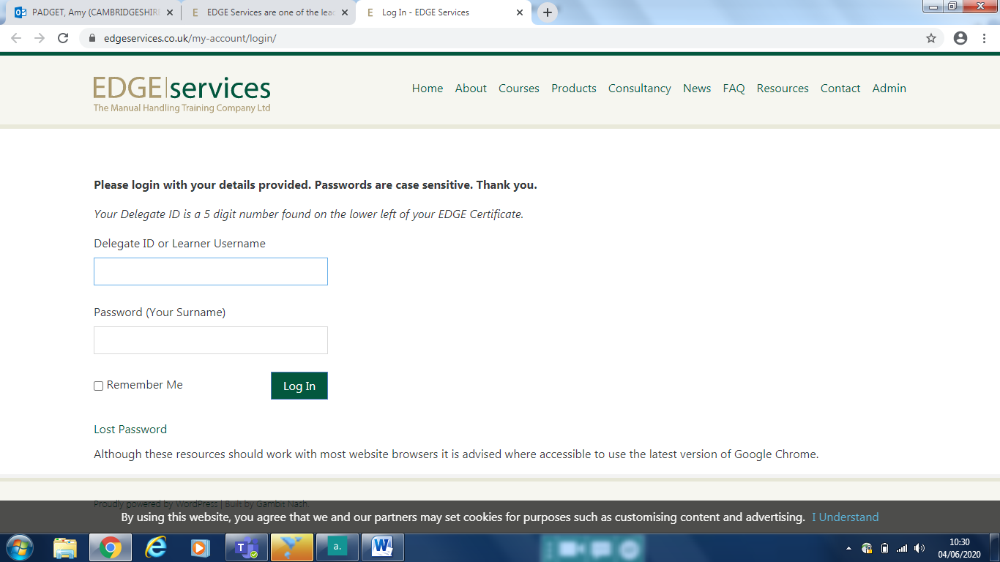 PADGET, Amy (CAMBRIDGESHIRE
EDGE Services are one of the lead
Log In - EDGE Services
edgeservices.co.uk/my-account/login/
EDGE|services
The Manual Handling Training Company Ltd
Home About Courses Products Consultancy News FAQ Resources Contact Admin
Please login with your details provided. Passwords are case sensitive. Thank you.
Your Delegate ID is a 5 digit number found on the lower left of your EDGE Certificate.
Delegate ID or Learner Username
Password (Your Surname)
Remember Me
Log In
Lost Password
Although these resources should work with most website browsers it is advised where accessible to use the latest version of Google Chrome.
Proudly powered by WordPress | Built by Gambit Nash.
By using this website, you agree that we and our partners may set cookies for purposes such as customising content and advertising. I Understand
a.
10:30
04/06/2020